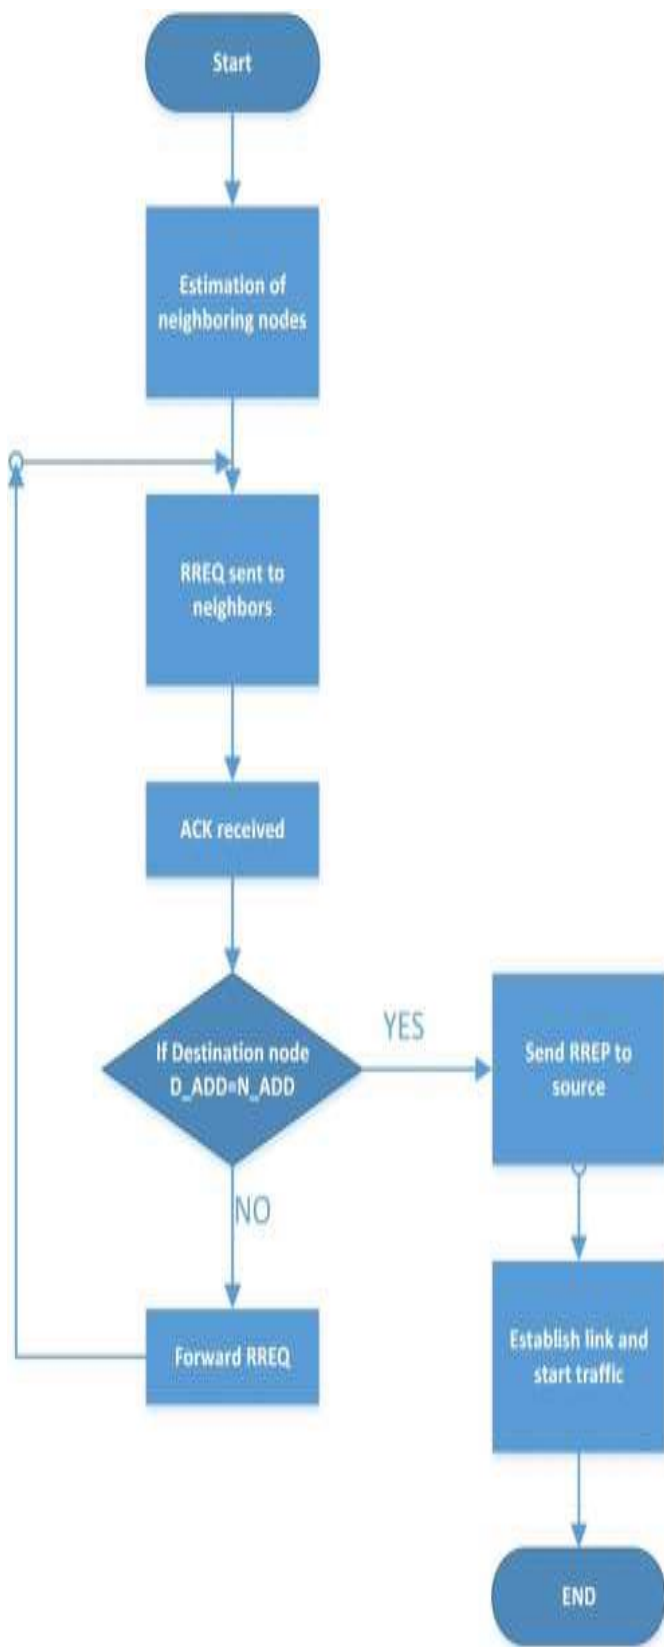 Start
Estimation of
neighboring nodes
RREQ sent to
neighbors
ACK received
If Destination node
D_ADD=N_ADD
YES
Send RREP to
source
NO
Forward RREQ
Establish link and
start traffic
END